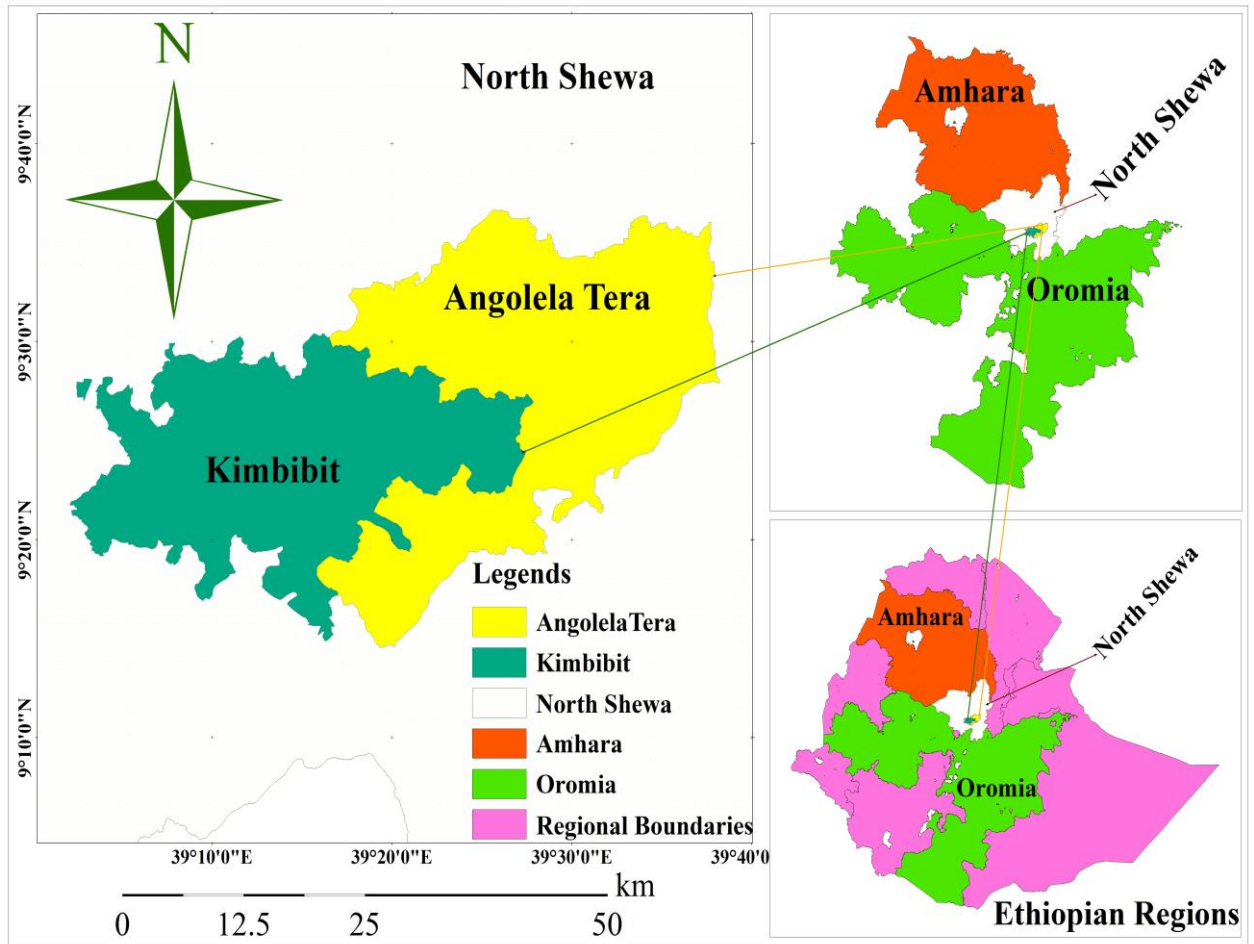 N
North Shewa
Angolela Tera
Kimbibit
Legends
AngolelaTera
Kimbibit
North Shewa
Amhara
Oromia
Regional Boundaries
9°40'0"N
9°30'0"N
9°20'0"N
9°10'0"N
39°10'0"E
39°20'0"E
39°30'0"E
39°40'0
km
0 12.5 25 50
Amhara
North Shewa
Oromia
Amhara
North Shewa
Oromia
Ethiopian Regions